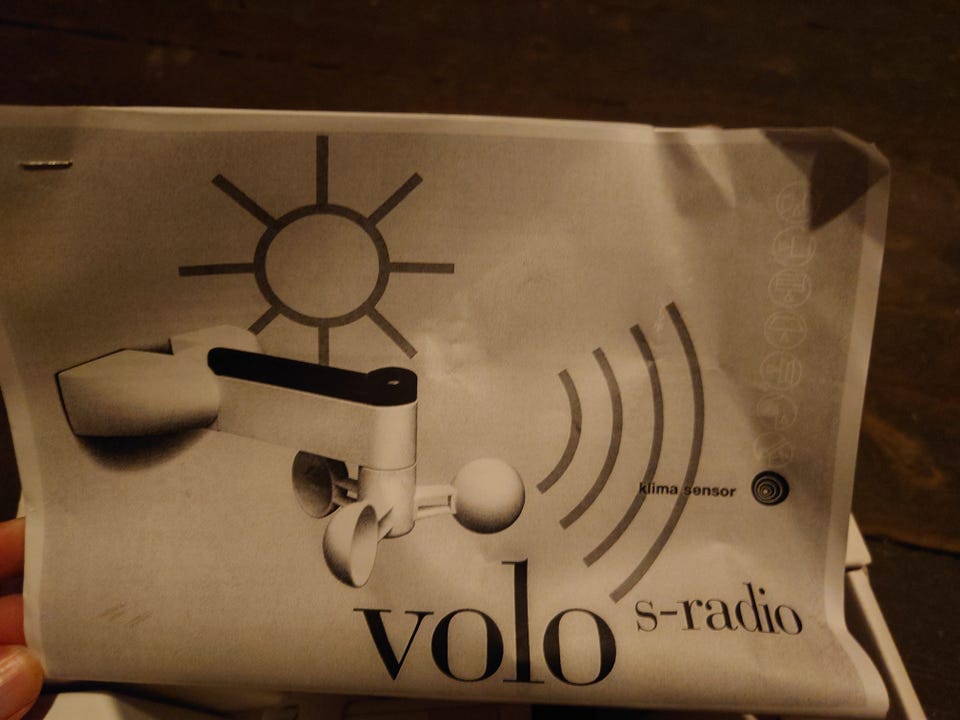 klima sensor
volo s-radio